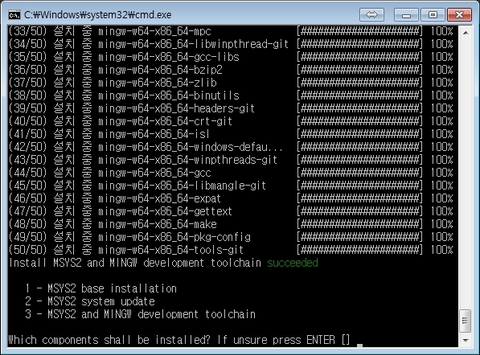 C:\Windows\system32\cmd.exe
(33/50) 설치 중 mingw-w64-x86_64-mpc [######################] 100%
(34/50) 설치 중 mingw-w64-x86_64-libwinpthread-git [######################] 100%
(35/50) 설치 중 mingw-w64-x86_64-gcc-libs [######################] 100%
(36/50) 설치 중 mingw-w64-x86_64-bzip2 [######################] 100%
(37/50) 설치 중 mingw-w64-x86_64-zlib [######################] 100%
(38/50) 설치 중 mingw-w64-x86_64-binutils [######################] 100%
(39/50) 설치 중 mingw-w64-x86_64-headers-git [######################] 100%
(40/50) 설치 중 mingw-w64-x86_64-crt-git [######################] 100%
(41/50) 설치 중 mingw-w64-x86_64-isl [######################] 100%
(42/50) 설치 중 mingw-w64-x86_64-windows-defau... [######################] 100%
(43/50) 설치 중 mingw-w64-x86_64-winpthreads-git [######################] 100%
(44/50) 설치 중 mingw-w64-x86_64-gcc [######################] 100%
(45/50) 설치 중 mingw-w64-x86_64-libmangle-git [######################] 100%
(46/50) 설치 중 mingw-w64-x86_64-expat [######################] 100%
(47/50) 설치 중 mingw-w64-x86_64-gettext [######################] 100%
(48/50) 설치 중 mingw-w64-x86_64-make [######################] 100%
(49/50) 설치 중 mingw-w64-x86_64-pkg-config [######################] 100%
(50/50) 설치 중 mingw-w64-x86_64-tools-git [######################] 100%
Install MSYS2 and MINGW development toolchain succeeded
1 - MSYS2 base installation
2 - MSYS2 system update
3 - MSYS2 and MINGW development toolchain
Which components shall be installed? If unsure press ENTER []